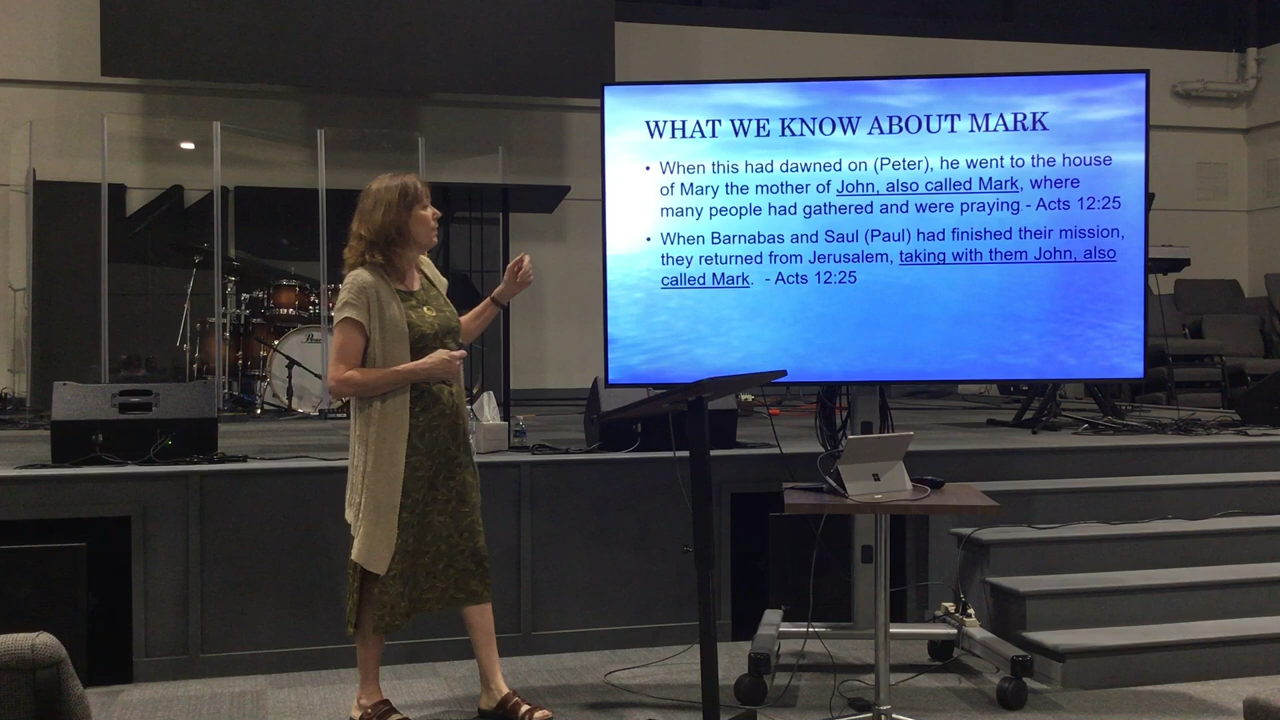 WHAT WE KNOW ABOUT MARK
• When this had dawned on (Peter), he went to the house
of Mary the mother of John, also called Mark, where
many people had gathered and were praying - Acts 12:25
• When Barnabas and Saul (Paul) had finished their mission,
they returned from Jerusalem, taking with them John, also
called Mark. - Acts 12:25